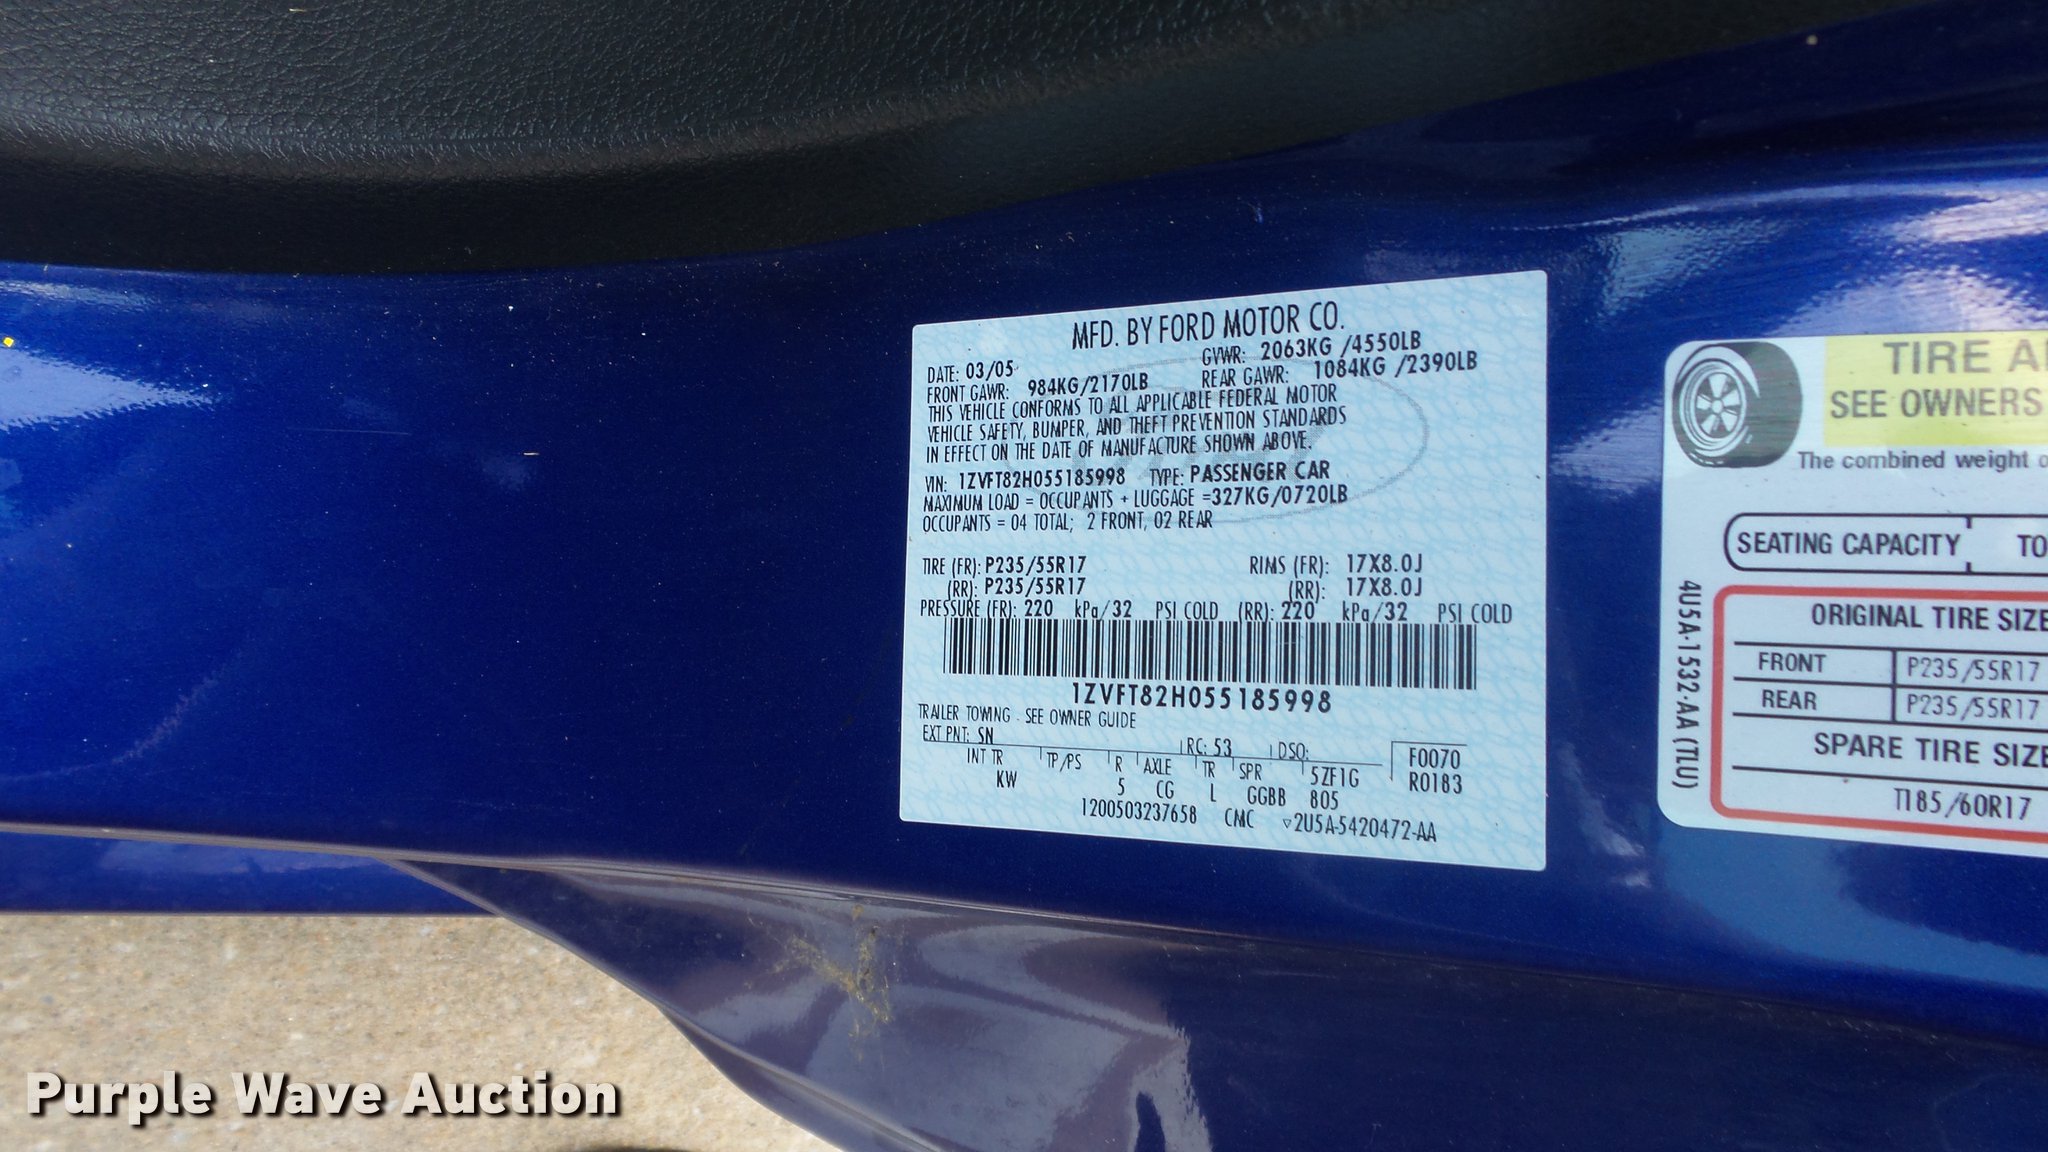 MFD. BY FORD MOTOR CO.
DATE: 03/05 GVWR: 2063KG /4550LB
FRONT GAWR: 984KG/2170LB REAR GAWR: 1084KG /2390LB
THIS VEHICLE CONFORMS TO ALL APPLICABLE FEDERAL MOTOR
VEHICLE SAFETY, BUMPER, AND THEFT PREVENTION STANDARDS
IN EFFECT ON THE DATE OF MANUFACTURE SHOWN ABOVE.
VIN: 1ZVFT82H055185998 TYPE: PASSENGER CAR
MAXIMUM LOAD = OCCUPANTS + LUGGAGE =327KG/0720LB
OCCUPANTS = 04 TOTAL; 2 FRONT, 02 REAR
TIRE (FR): P235/55R17 RIMS (FR): 17X8.0J
(RR): P235/55R17 (RR): 17X8.0J
PRESSURE (FR): 220 kPa/32 PSI COLD (RR): 220 kPa/32 PSI COLD
1ZVFT82H055185998
TRAILER TOWING - SEE OWNER GUIDE
EXT PNT: SN RC: 53 DSO: F0070
INT TR TP/PS R AXLE TR SPR 5ZF1G R0183
KW 5 CG L GGBB 805
1200503237658 CMC ▽2U5A-5420472-AA
TIRE A
SEE OWNERS
The combined weight o
SEATING CAPACITY TO
4U5A-1532-AA (TLU)
ORIGINAL TIRE SIZE
FRONT P235/55R17
REAR P235/55R17
SPARE TIRE SIZE
T185/60R17
Purple Wave Auction